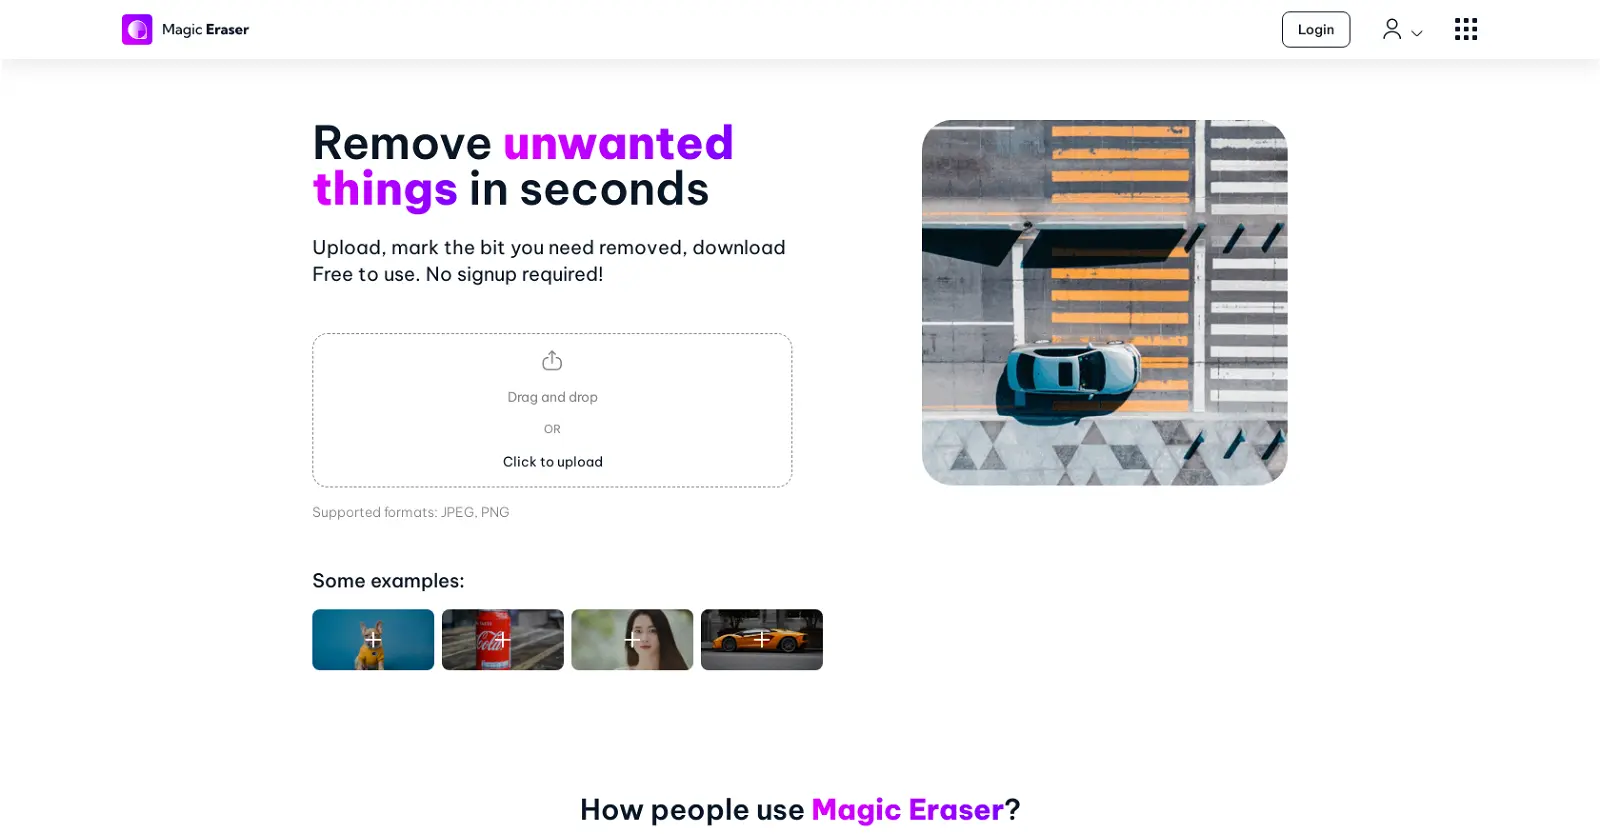 Magic Eraser
Login
Remove unwanted
things in seconds
Upload, mark the bit you need removed, download
Free to use. No signup required!
Drag and drop
OR
Click to upload
Supported formats: JPEG, PNG
Some examples:
Cola
How people use Magic Eraser?